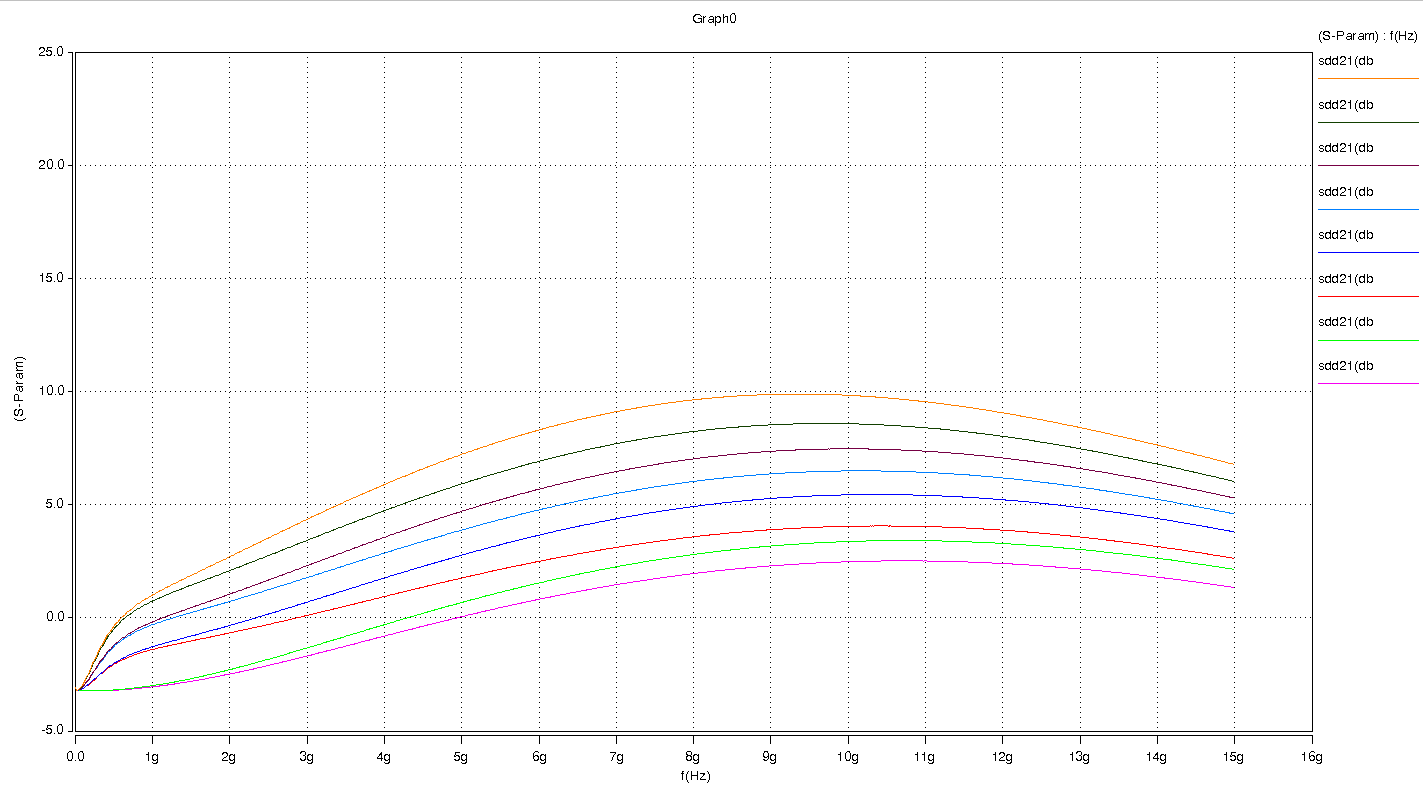 Graph0
(S-Param) : f(Hz)
sdd21(db
sdd21(db
sdd21(db
sdd21(db
sdd21(db
sdd21(db
sdd21(db
sdd21(db
25.0
20.0
15.0
10.0
5.0
0.0
-5.0
(S-Param)
0.0 1g 2g 3g 4g 5g 6g 7g 8g 9g 10g 11g 12g 13g 14g 15g 16g
f(Hz)